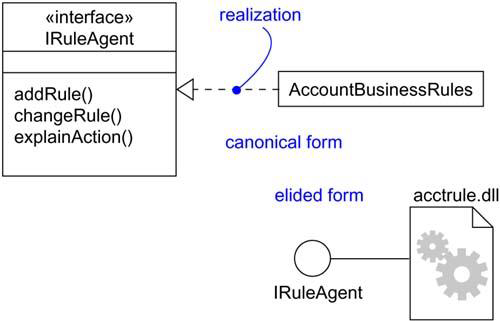 «interface»
IRuleAgent
addRule()
changeRule()
explainAction()
realization
AccountBusinessRules
canonical form
elided form
acctrule.dll
IRuleAgent